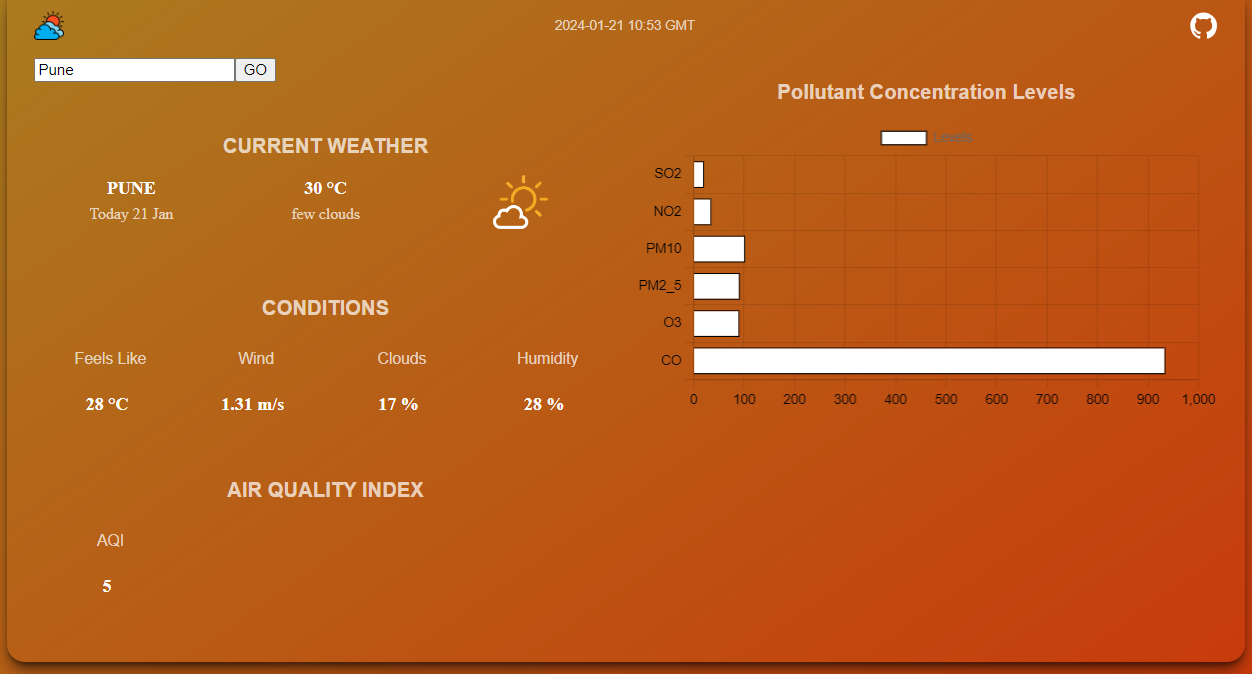 2024-01-21 10:53 GMT
Pune GO
CURRENT WEATHER
PUNE 30 °C
Today 21 Jan few clouds
CONDITIONS
Feels Like Wind Clouds Humidity
28 °C 1.31 m/s 17 % 28 %
AIR QUALITY INDEX
AQI
5
Pollutant Concentration Levels
Levels
SO2
NO2
PM10
PM2_5
O3
CO
0 100 200 300 400 500 600 700 800 900 1,000